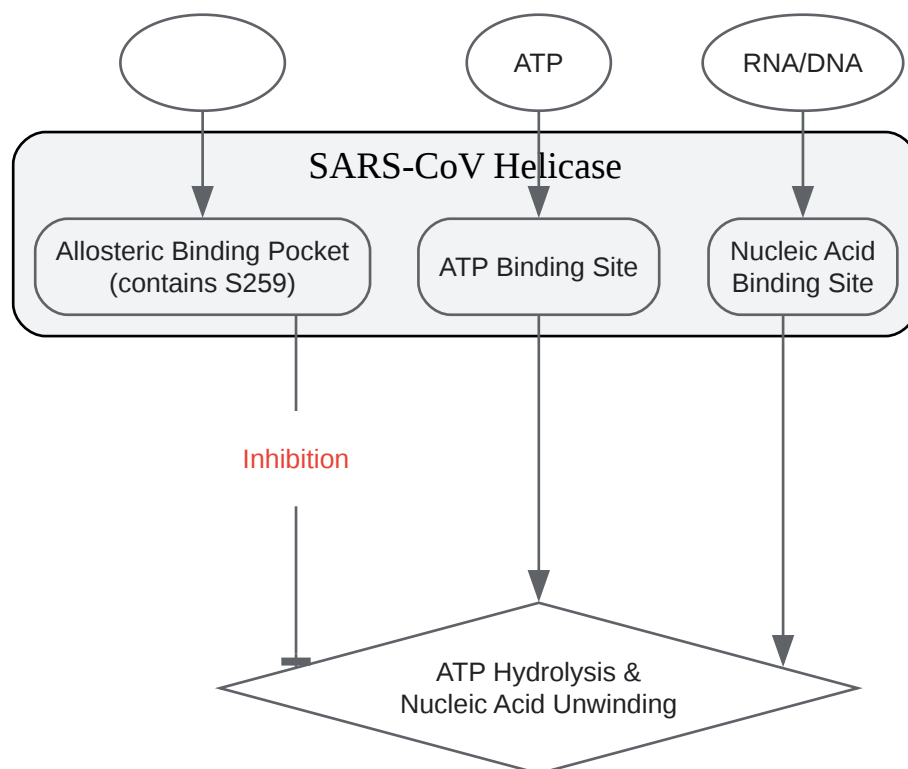 ATP
RNA/DNA
SARS-CoV Helicase
Allosteric Binding Pocket
(contains S259)
ATP Binding Site
Nucleic Acid
Binding Site
Inhibition
ATP Hydrolysis &
Nucleic Acid Unwinding